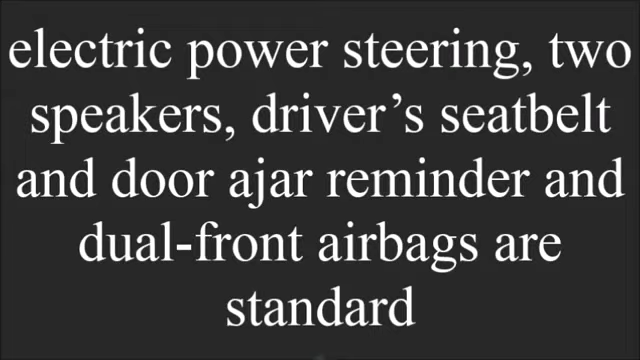 electric power steering, two
speakers, driver’s seatbelt
and door ajar reminder and
dual-front airbags are
standard